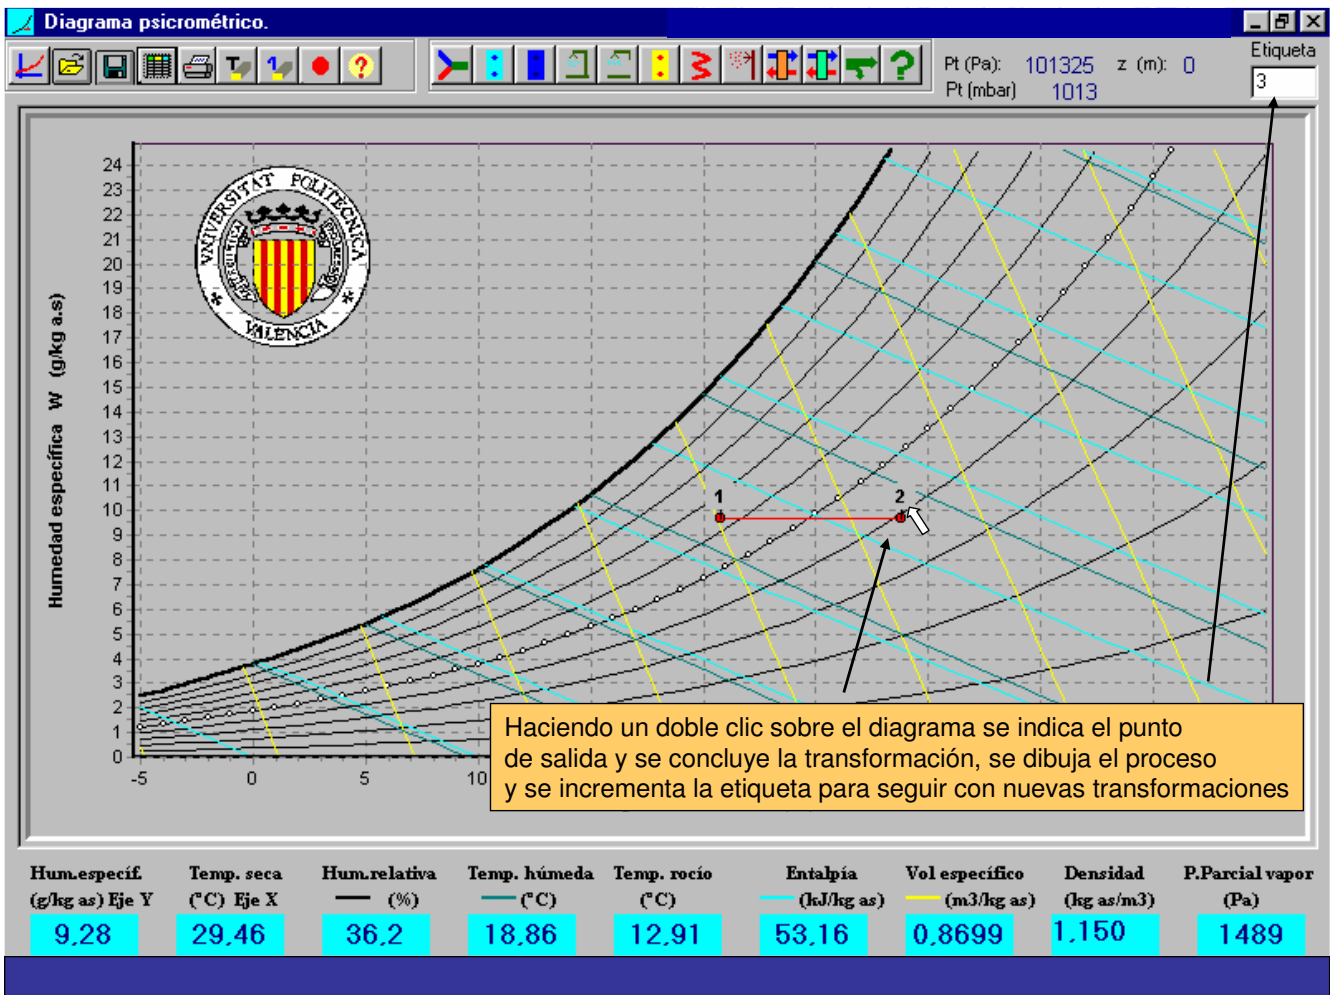 Diagrama psicrométrico.
Etiqueta
Pt (Pa): 101325 z (m): 0
Pt (mbar) 1013
3
24
23
22
21
20
19
18
17
16
15
14
13
12
11
10
9
8
7
6
5
4
3
2
1
0
Humedad específica W (g/kg a.s)
UNIVERSITAT POLITECNICA
VALENCIA
1
2
-5 0 5 10
Haciendo un doble clic sobre el diagrama se indica el punto
de salida y se concluye la transformación, se dibuja el proceso
y se incrementa la etiqueta para seguir con nuevas transformaciones
Hum.específ. Temp. seca Hum.relativa Temp. húmeda Temp. rocío Entalpía Vol específico Densidad P.Parcial vapor
(g/kg as) Eje Y (ºC) Eje X (%) (ºC) (ºC) (kJ/kg as) (m3/kg as) (kg as/m3) (Pa)
9,28 29,46 36,2 18,86 12,91 53,16 0,8699 1,150 1489